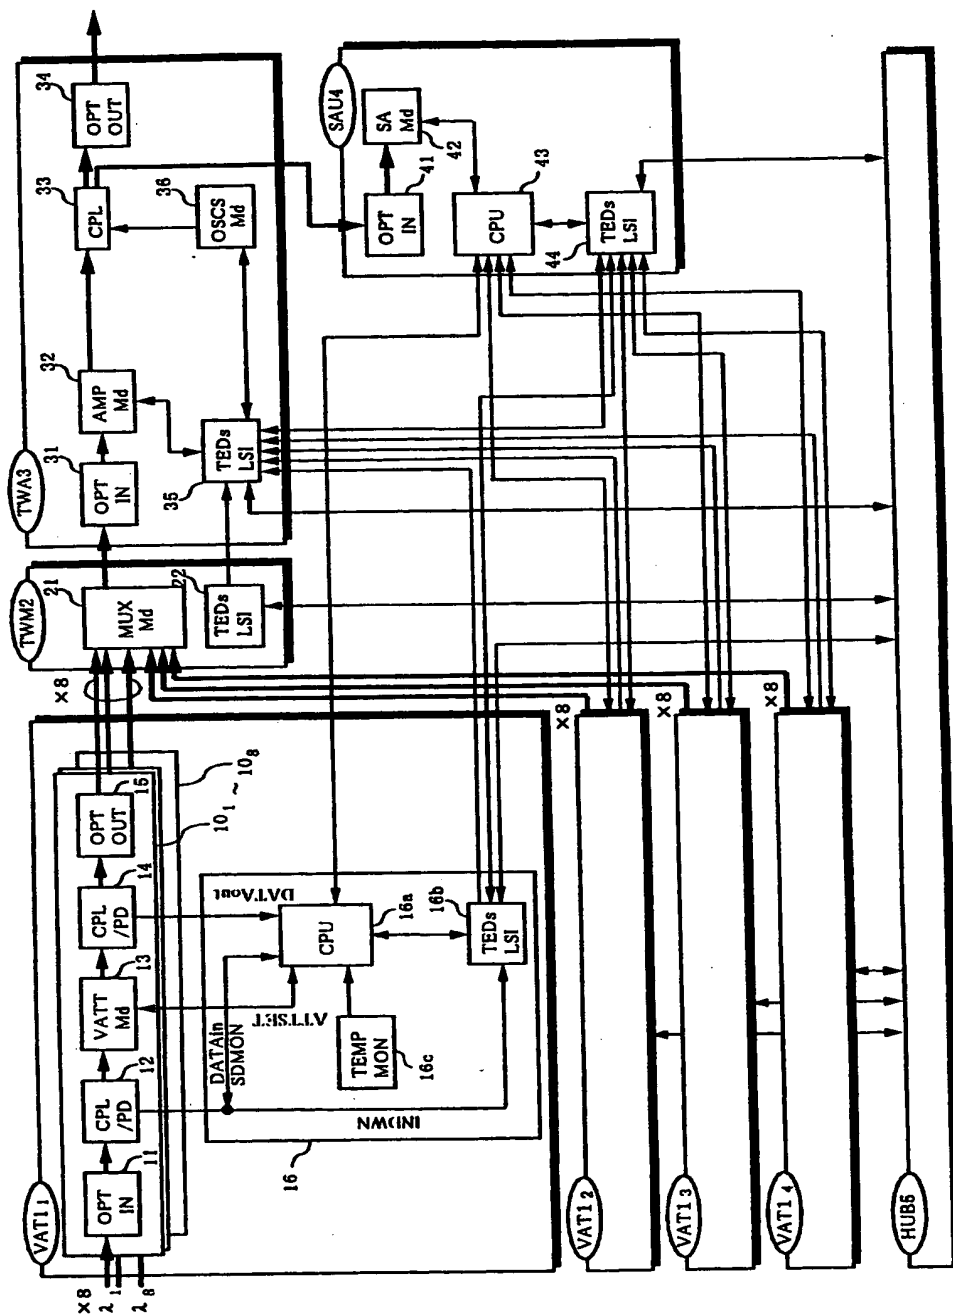 VAT1 1
×8
λ 1
λ 8
OPT IN
11
CPL /PD
12
VATT Md
13
CPL /PD
14
OPT OUT
15
10 1 ~ 10 8
×8
16
DATAin
SDMON
ATTSET
DATAout
INDWN
TEMP MON
16c
CPU
16a
TEDs LSI
16b
TWM2
MUX Md
21
TEDs LSI
22
TWA3
OPT IN
31
AMP Md
32
CPL
33
OPT OUT
34
TEDs LSI
35
OSCS Md
36
SAU4
OPT IN
41
SA Md
42
CPU
43
TEDs LSI
44
VAT1 2
×8
VAT1 3
×8
VAT1 4
×8
HUB5